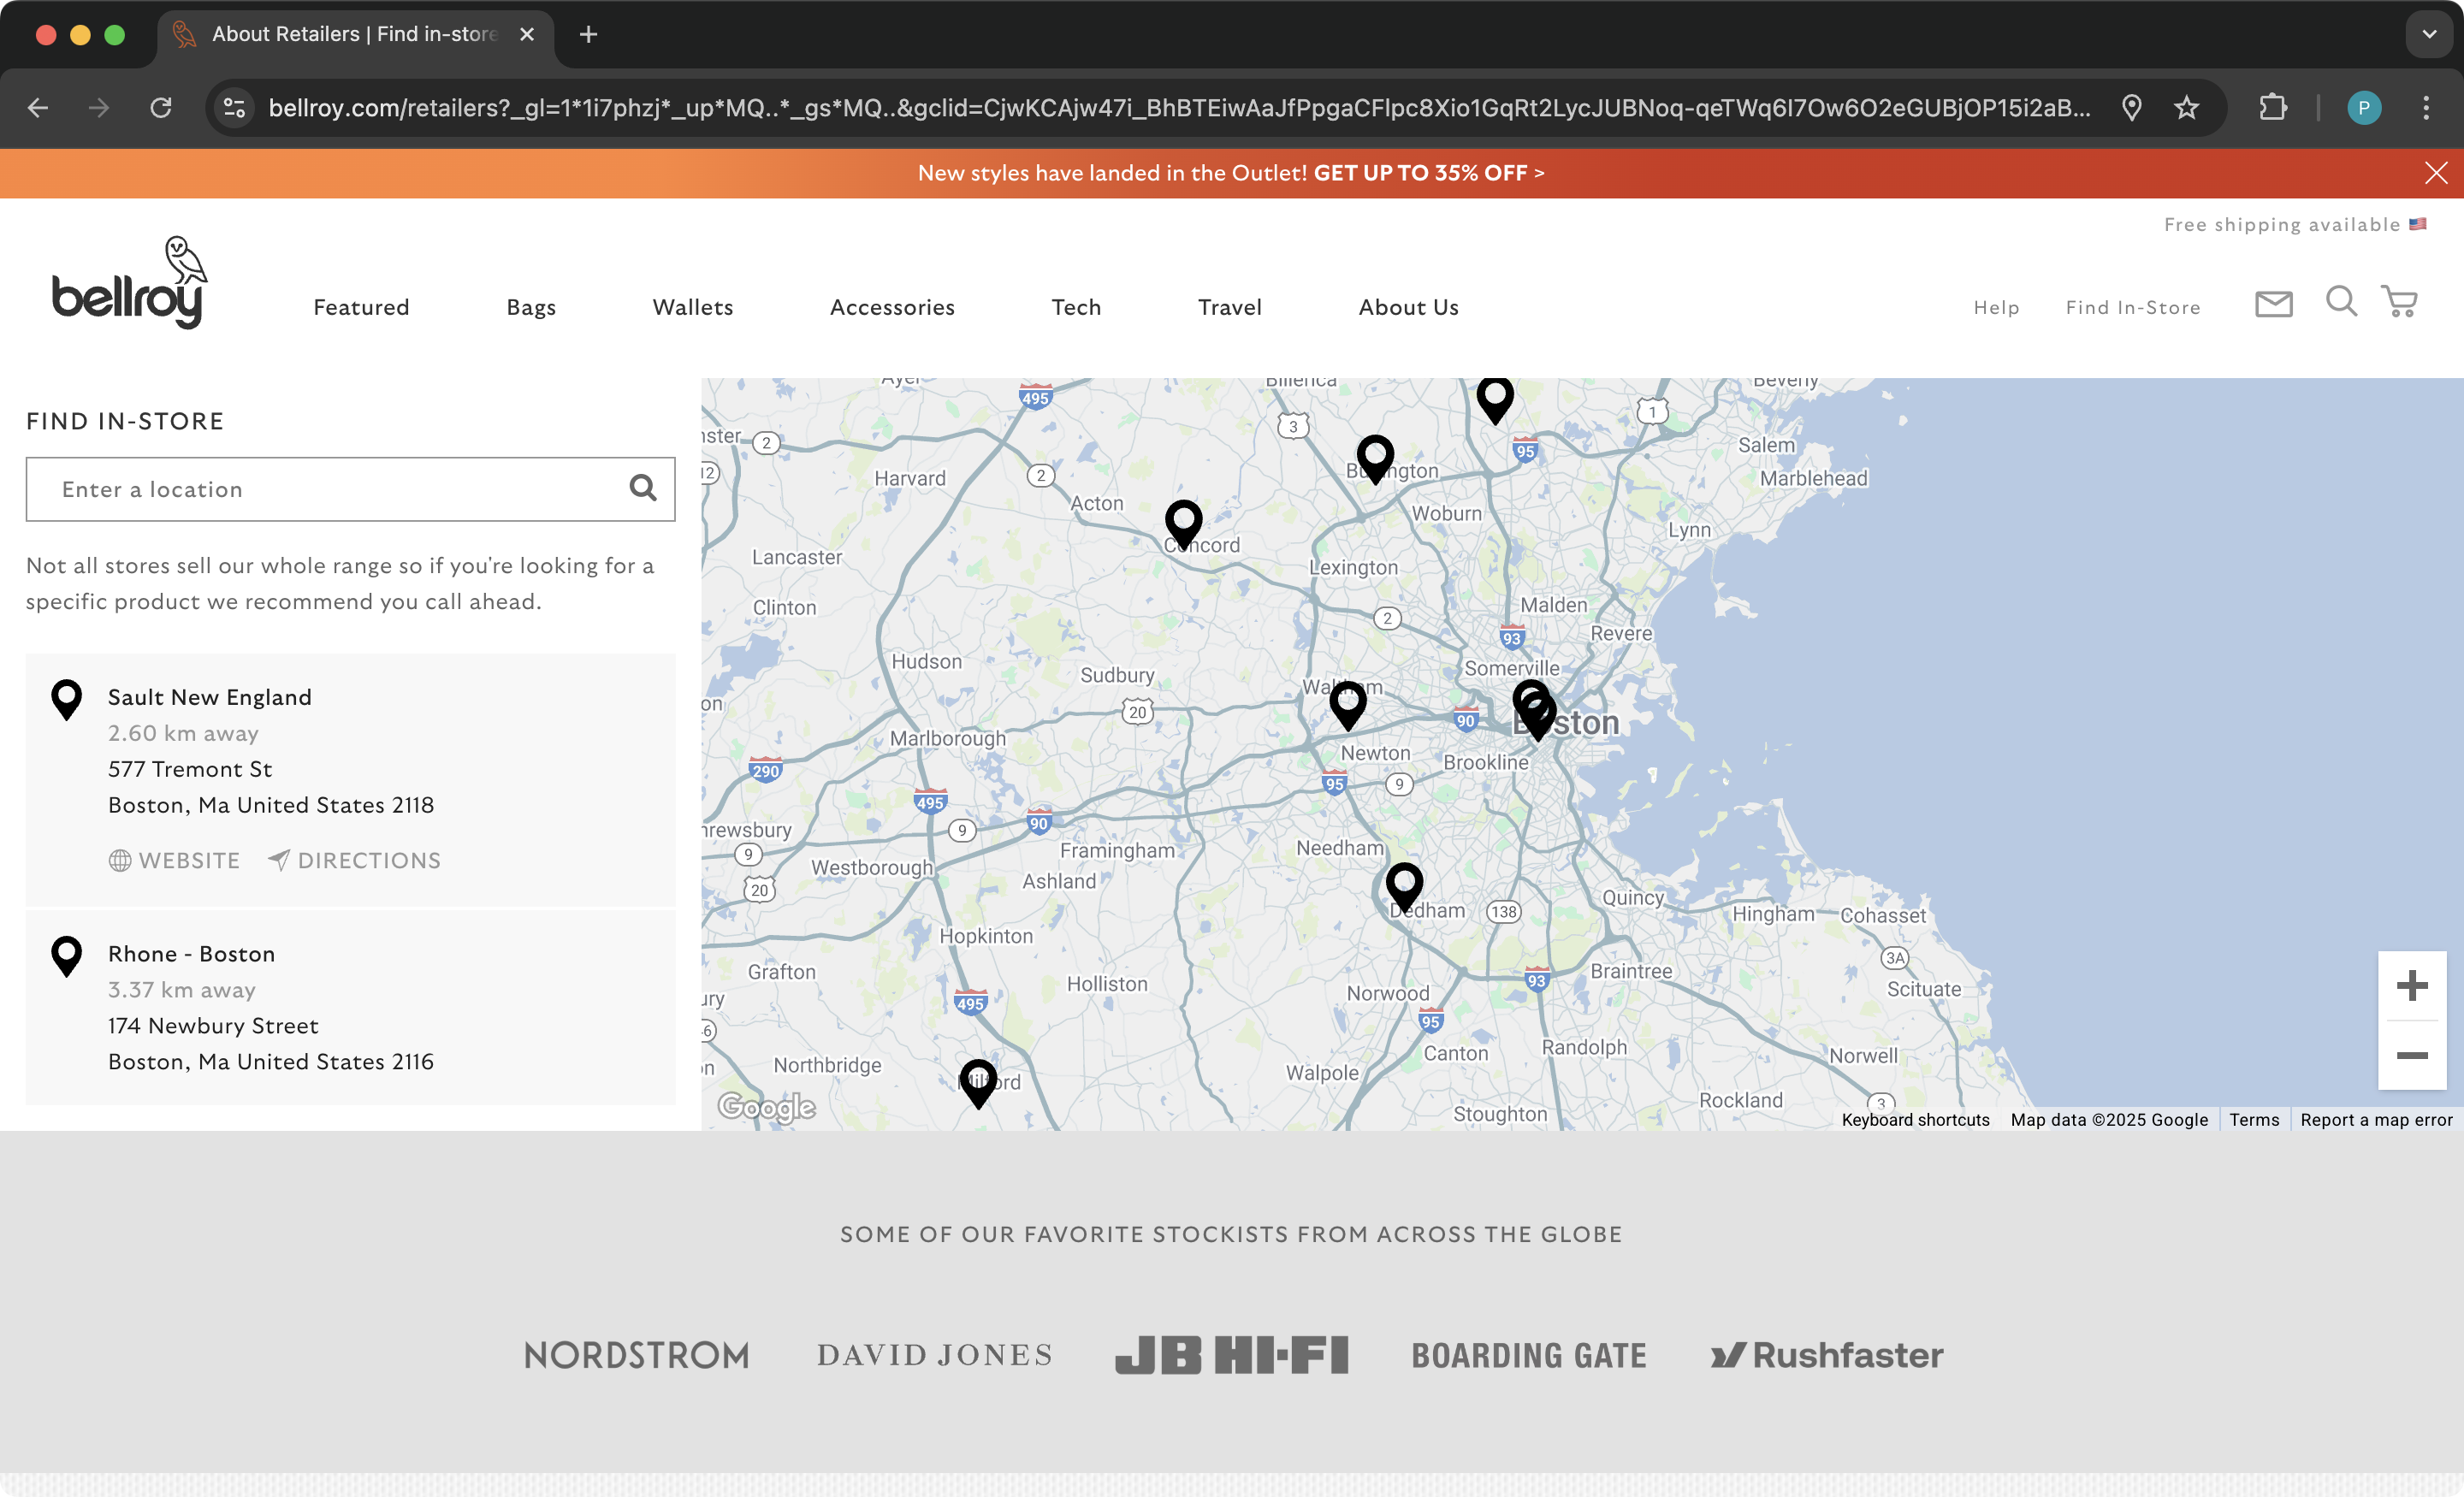 About Retailers | Find in-store
bellroy.com/retailers?_gl=1*1i7phzj*_up*MQ..*_gs*MQ..&gclid=CjwKCAjw47i_BhBTEiwAaJfPpgaCFlpc8Xio1GqRt2LycJUBNoq-qeTWq6I7Ow6O2eGUBjOP15i2aB...
P
New styles have landed in the Outlet! GET UP TO 35% OFF >
Free shipping available
bellroy
Featured
Bags
Wallets
Accessories
Tech
Travel
About Us
Help
Find In-Store
FIND IN-STORE
Enter a location
Not all stores sell our whole range so if you're looking for a
specific product we recommend you call ahead.
Sault New England
2.60 km away
577 Tremont St
Boston, Ma United States 2118
WEBSITE
DIRECTIONS
Rhone - Boston
3.37 km away
174 Newbury Street
Boston, Ma United States 2116
Ayer
495
Billerica
Beverly
3
1
2
95
Salem
Harvard
2
Marblehead
12
Acton
Woburn
Lynn
Concord
Lancaster
Lexington
Clinton
Malden
2
93
Revere
Hudson
Somerville
Sudbury
Waltham
20
90
Boston
Marlborough
Newton
Brookline
290
95
9
495
90
9
9
Framingham
Needham
Westborough
Ashland
20
Quincy
Dedham
138
Hingham
Cohasset
Hopkinton
3A
Grafton
Holliston
93
Braintree
Scituate
Norwood
495
95
Northbridge
Canton
Randolph
Norwell
Walpole
Milford
Stoughton
Rockland
3
Google
Keyboard shortcuts
Map data ©2025 Google
Terms
Report a map error
SOME OF OUR FAVORITE STOCKISTS FROM ACROSS THE GLOBE
NORDSTROM
DAVID JONES
JB HI-FI
BOARDING GATE
Rushfaster